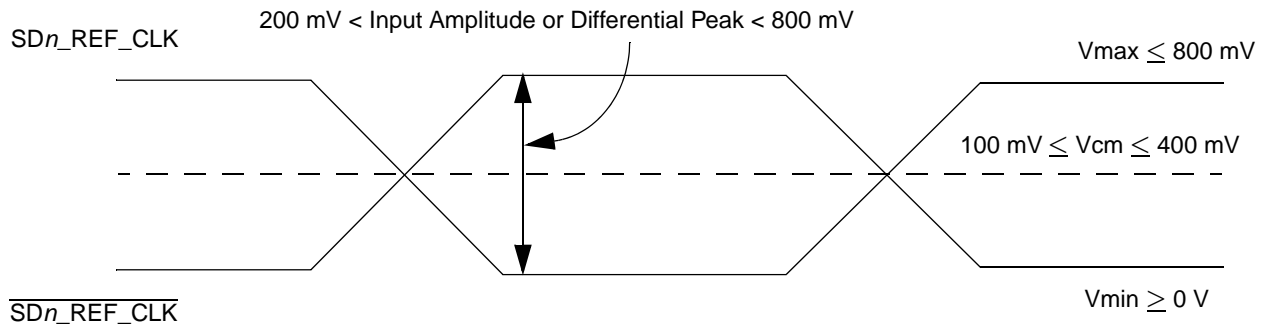 200 mV < Input Amplitude or Differential Peak < 800 mV
SDn_REF_CLK
Vmax ≤ 800 mV
100 mV ≤ Vcm ≤ 400 mV
Vmin ≥ 0 V
S̅D̅n̅_̅R̅E̅F̅_̅C̅L̅K̅